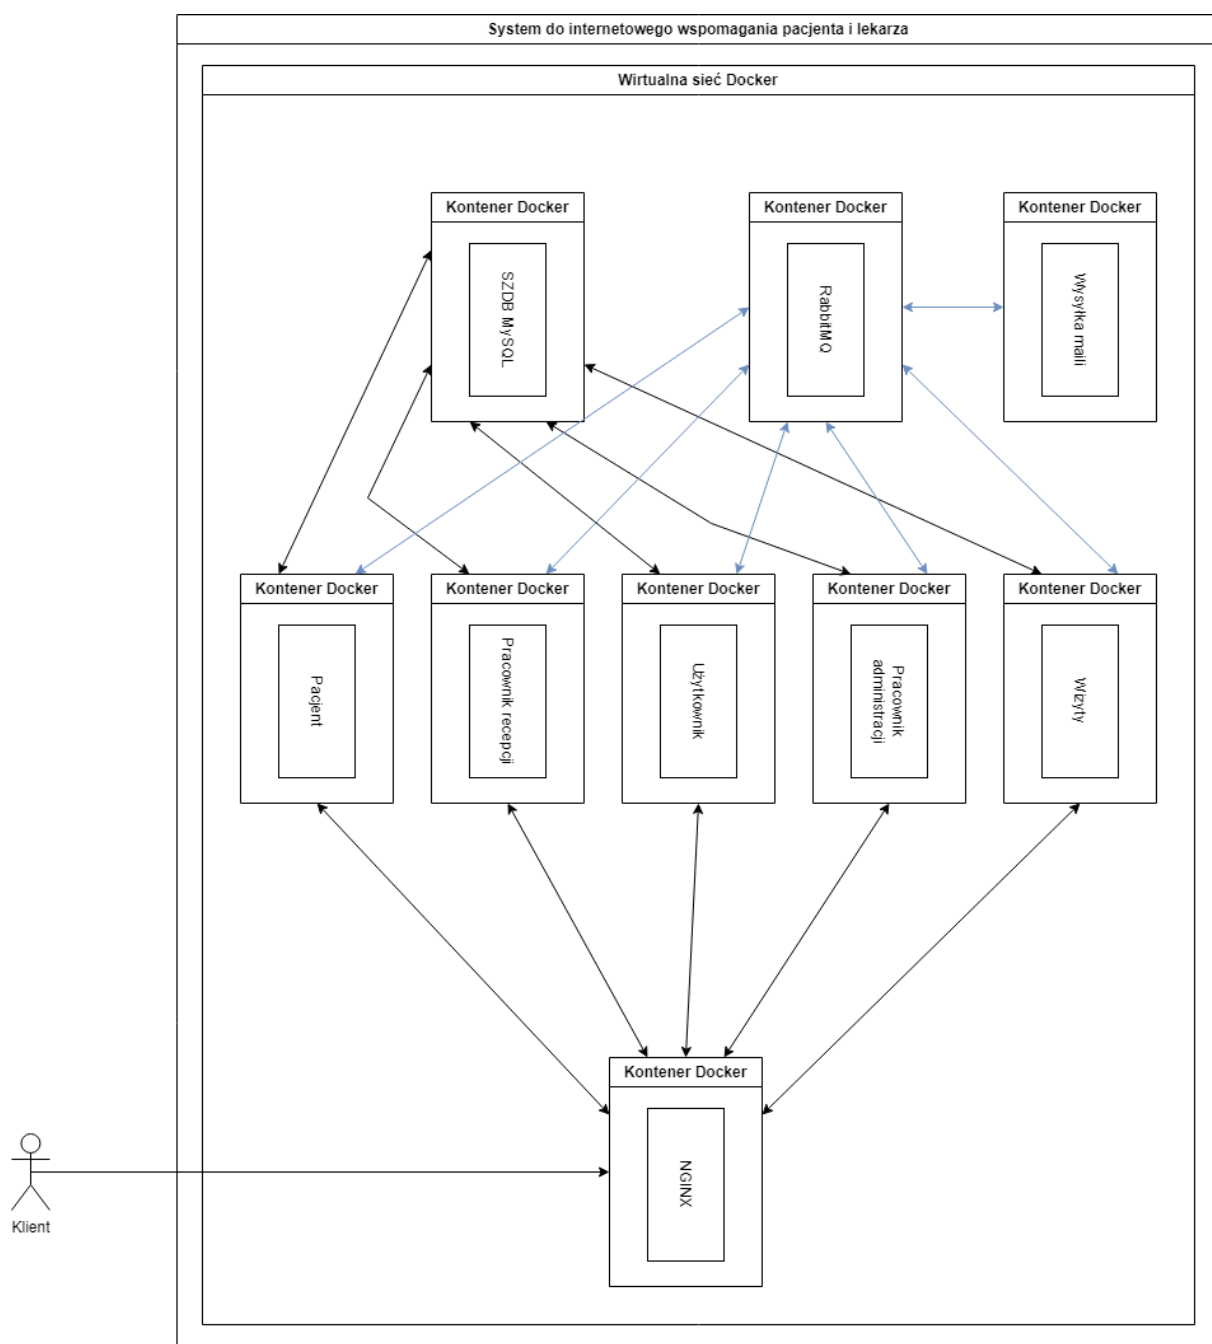 System do internetowego wspomagania pacjenta i lekarza
Wirtualna sieć Docker
Kontener Docker
SZDB MySQL
Kontener Docker
RabbitMQ
Kontener Docker
Wysyłka maili
Kontener Docker
Pacjent
Kontener Docker
Pracownik recepcji
Kontener Docker
Użytkownik
Kontener Docker
Pracownik
administracji
Kontener Docker
Wizyty
Kontener Docker
NGINX
Klient